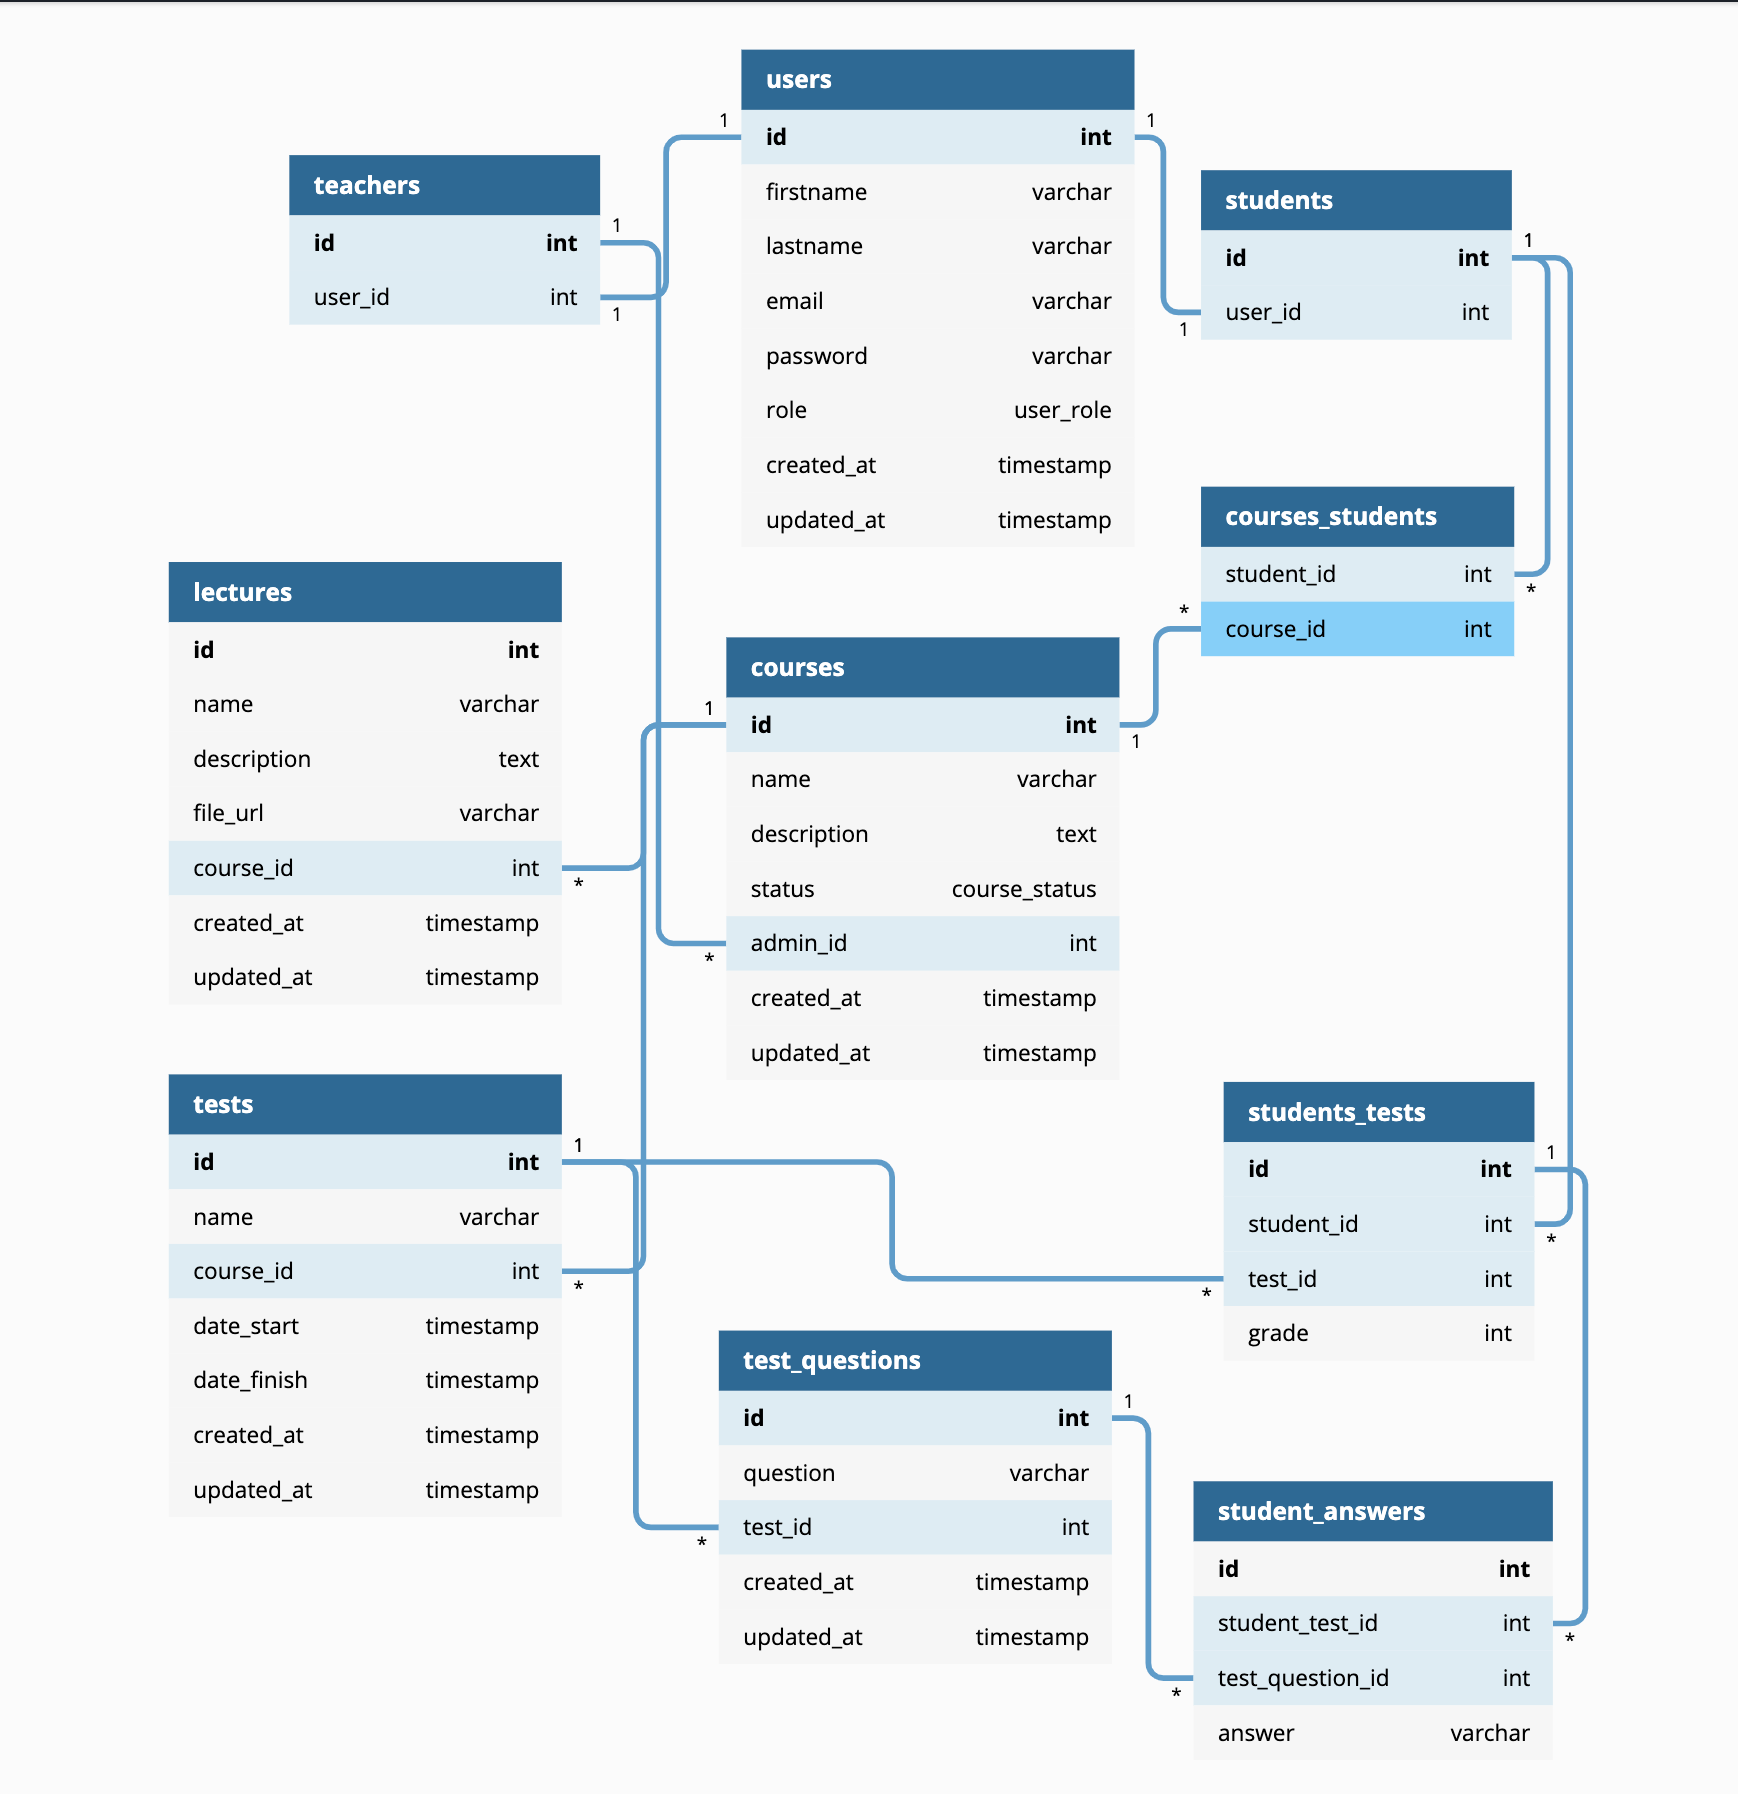 users
1
id int
1
firstname varchar
lastname varchar
email varchar
password varchar
role user_role
created_at timestamp
updated_at timestamp
teachers
id int
1
user_id int
1
students
id int
1
user_id int
1
courses_students
student_id int
*
*
course_id int
lectures
id int
name varchar
description text
file_url varchar
course_id int
*
created_at timestamp
updated_at timestamp
courses
1
id int
1
name varchar
description text
status course_status
admin_id int
*
created_at timestamp
updated_at timestamp
tests
1
id int
name varchar
course_id int
*
date_start timestamp
date_finish timestamp
created_at timestamp
updated_at timestamp
students_tests
1
id int
student_id int
*
test_id int
*
grade int
test_questions
1
id int
question varchar
test_id int
*
created_at timestamp
updated_at timestamp
student_answers
id int
student_test_id int
*
test_question_id int
*
answer varchar